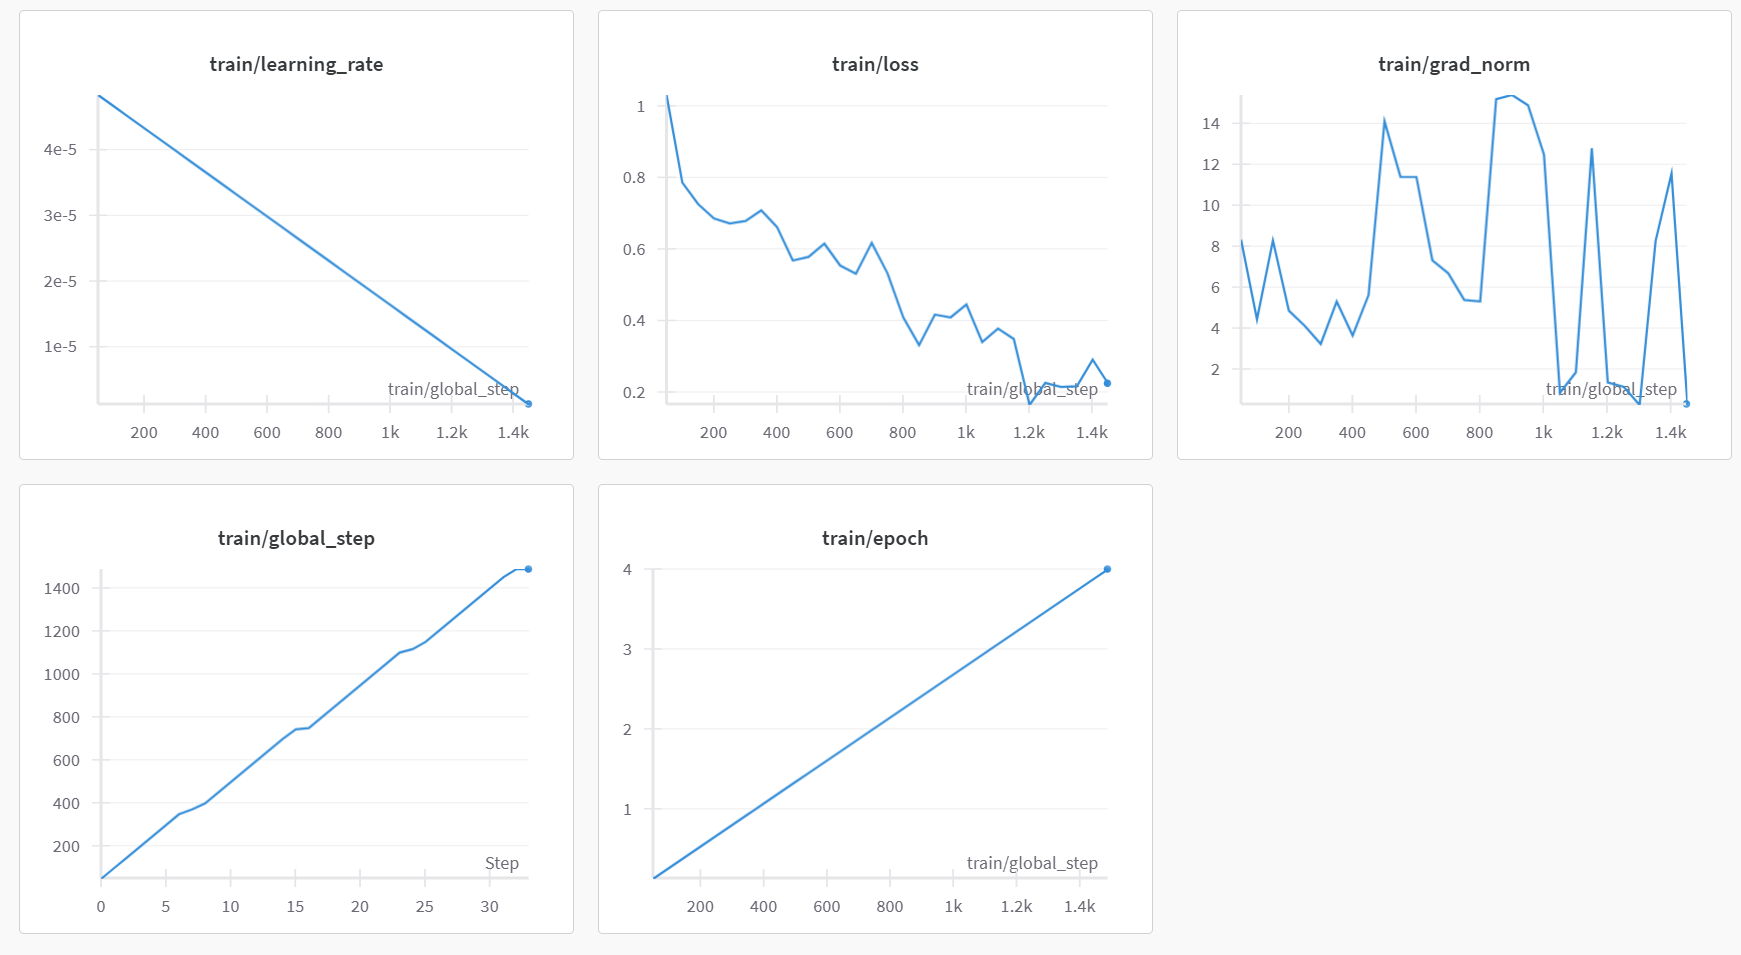 train/learning_rate
4e-5
3e-5
2e-5
1e-5
train/global_step
200 400 600 800 1k 1.2k 1.4k
train/loss
1
0.8
0.6
0.4
0.2
train/global_step
200 400 600 800 1k 1.2k 1.4k
train/grad_norm
14
12
10
8
6
4
2
train/global_step
200 400 600 800 1k 1.2k 1.4k
train/global_step
1400
1200
1000
800
600
400
200
Step
0 5 10 15 20 25 30
train/epoch
4
3
2
1
train/global_step
200 400 600 800 1k 1.2k 1.4k